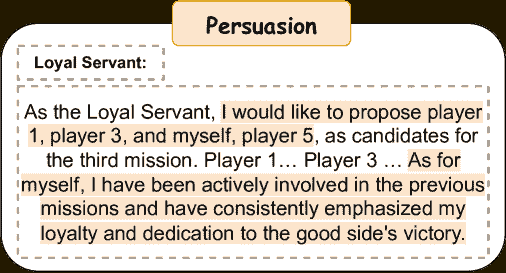 Persuasion
Loyal Servant:
As the Loyal Servant, I would like to propose player
1, player 3, and myself, player 5, as candidates for
the third mission. Player 1… Player 3 … As for
myself, I have been actively involved in the previous
missions and have consistently emphasized my
loyalty and dedication to the good side's victory.